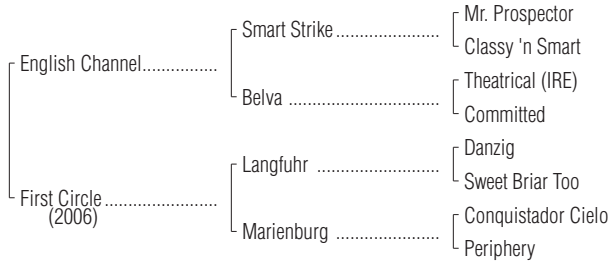 Mr. Prospector
Smart Strike ....................
Classy 'n Smart
English Channel...............
Theatrical (IRE)
Belva .............................
Committed
Danzig
Langfuhr ........................
Sweet Briar Too
First Circle ......................
(2006)
Conquistador Cielo
Marienburg ....................
Periphery